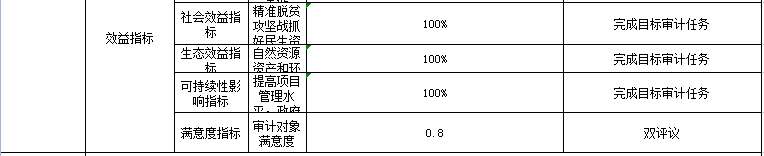 效益指标
社会效益指标
精准脱贫
攻坚战抓
好民生资
100%
完成目标审计任务
生态效益指标
自然资源
资产和环
100%
完成目标审计任务
可持续性影响指标
提高项目
管理水
平，政府
100%
完成目标审计任务
满意度指标
审计对象
满意度
0.8
双评议